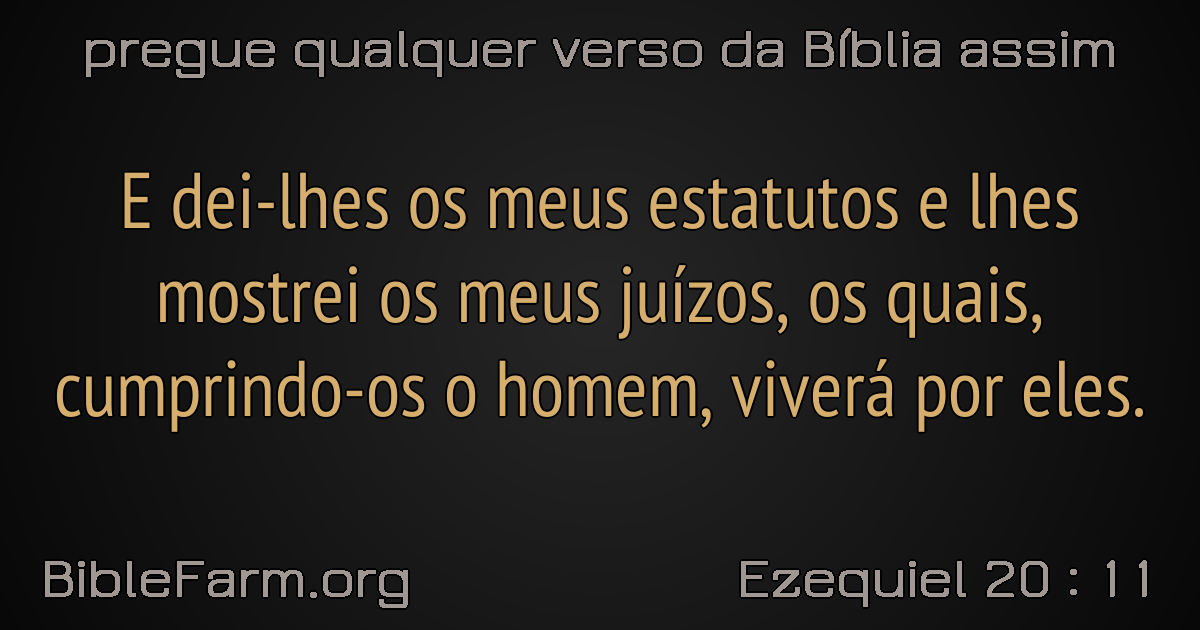 pregue qualquer verso da Bíblia assim
E dei-lhes os meus estatutos e lhes
mostrei os meus juízos, os quais,
cumprindo-os o homem, viverá por eles.
BibleFarm.org
Ezequiel 20 : 11